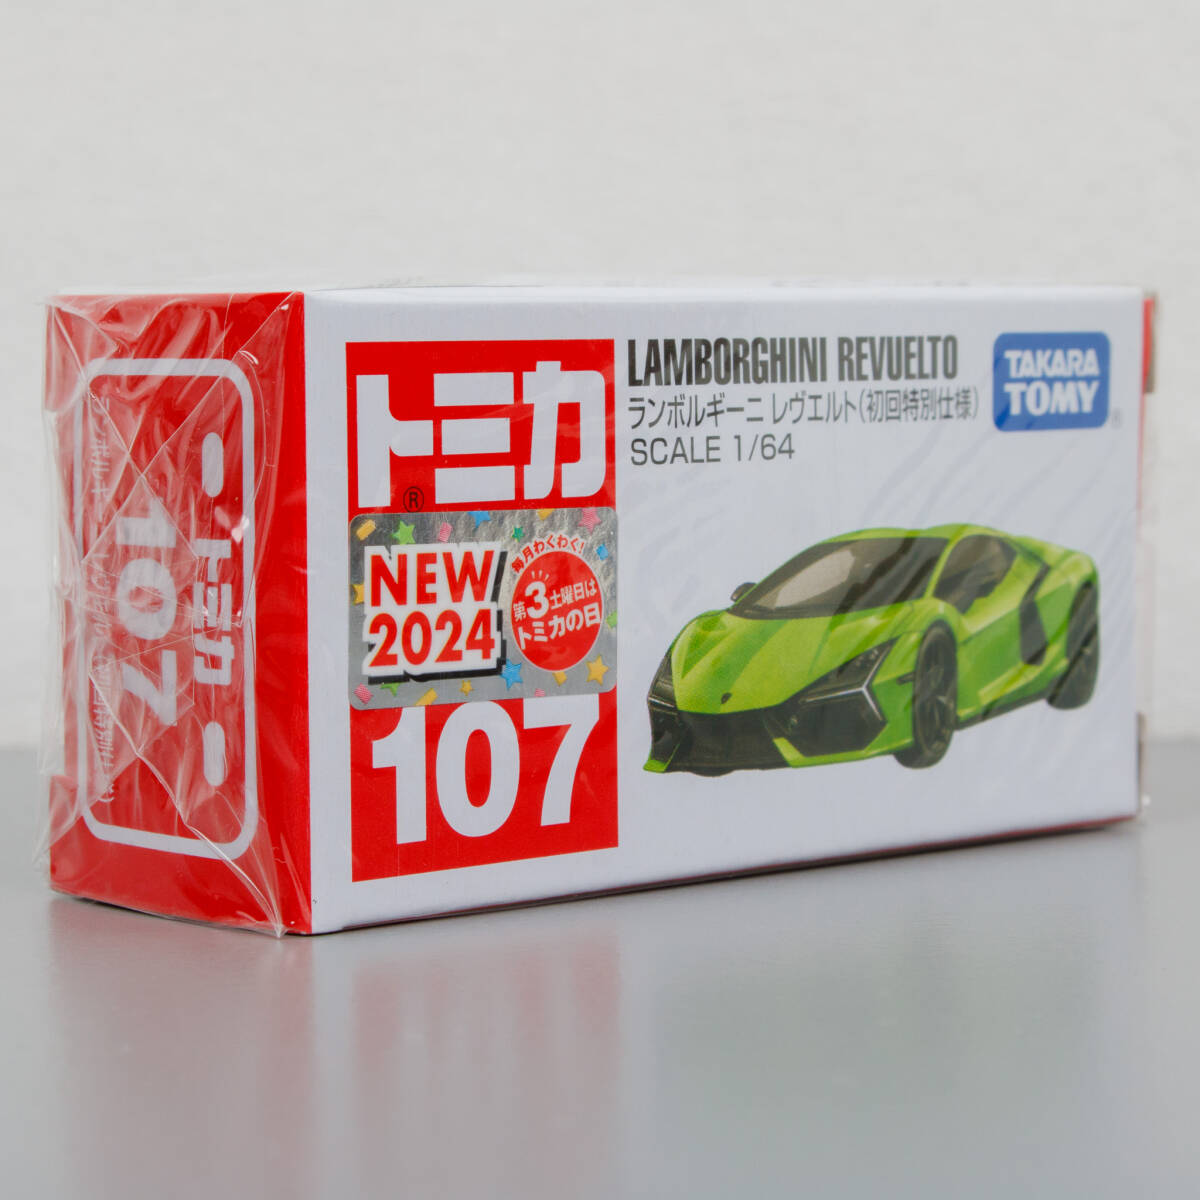 LAMBORGHINI REVUELTO
ランボルギーニ レヴエルト(初回特別仕様)
SCALE 1/64
TAKARA
TOMY®
トミカ
®
NEW
2024
毎月わくわく!
第3土曜日は
トミカの日
107
トミカ
107